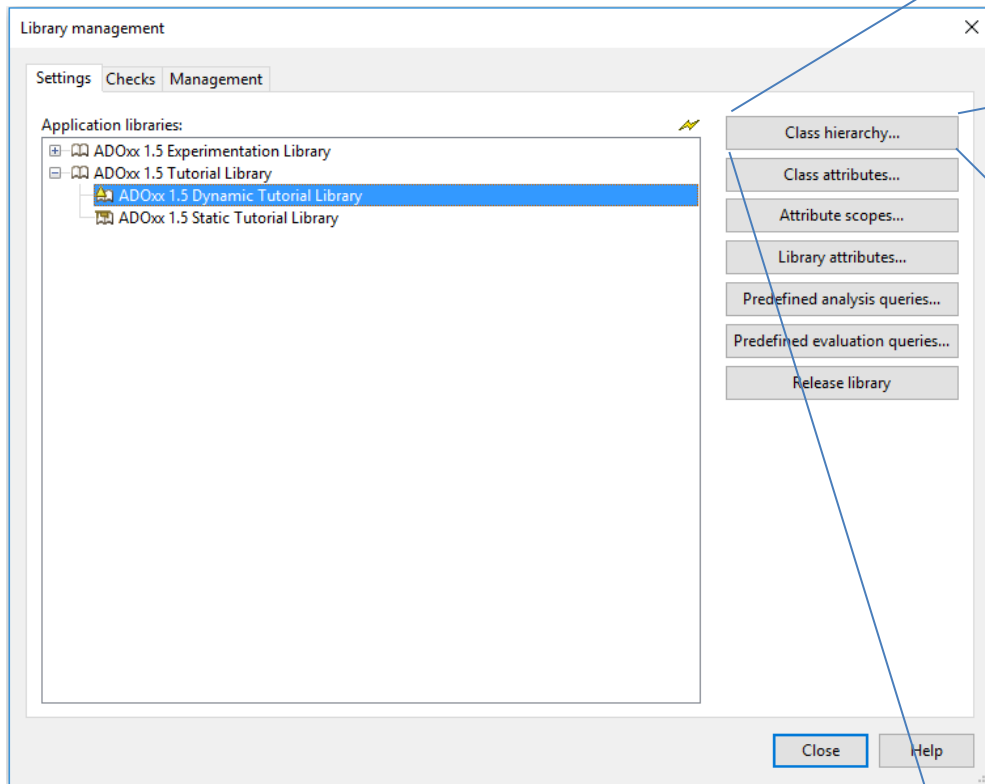 Library management
Settings Checks Management
Application libraries:
ADOxx 1.5 Experimentation Library
ADOxx 1.5 Tutorial Library
ADOxx 1.5 Dynamic Tutorial Library
ADOxx 1.5 Static Tutorial Library
Class hierarchy...
Class attributes...
Attribute scopes...
Library attributes...
Predefined analysis queries...
Predefined evaluation queries...
Release library
Close Help